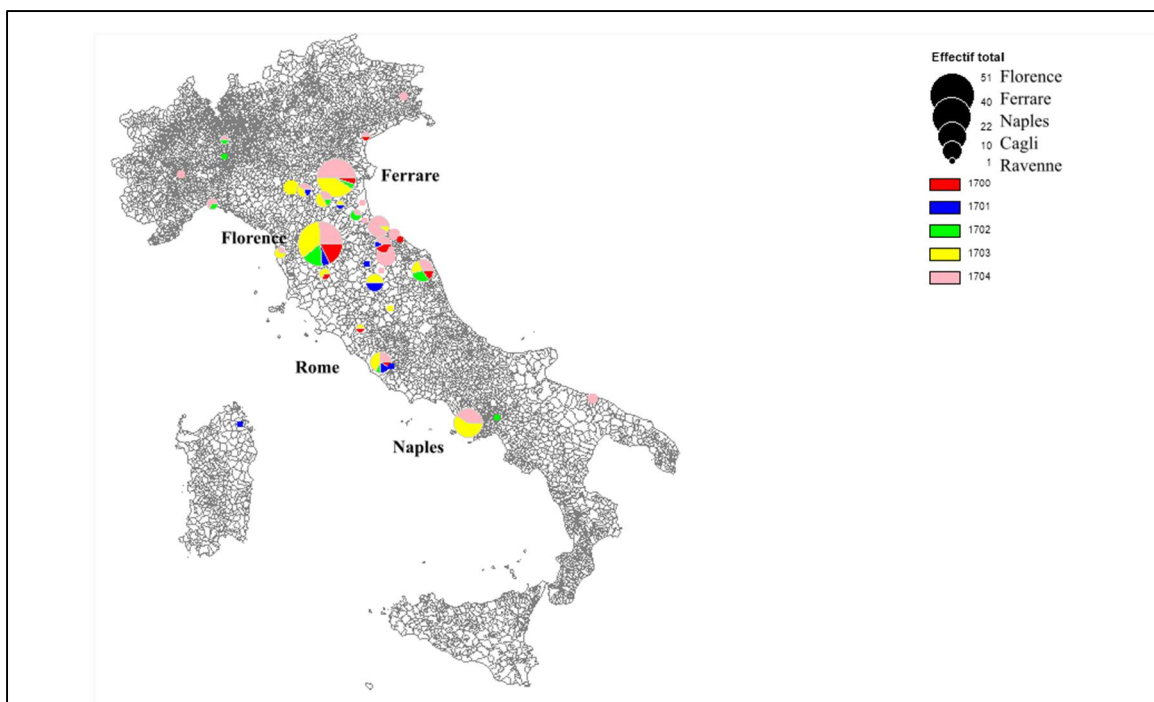 Ferrare
Florence
Rome
Naples
Effectif total
51 Florence
40 Ferrare
22 Naples
10 Cagli
1 Ravenne
1700
1701
1702
1703
1704